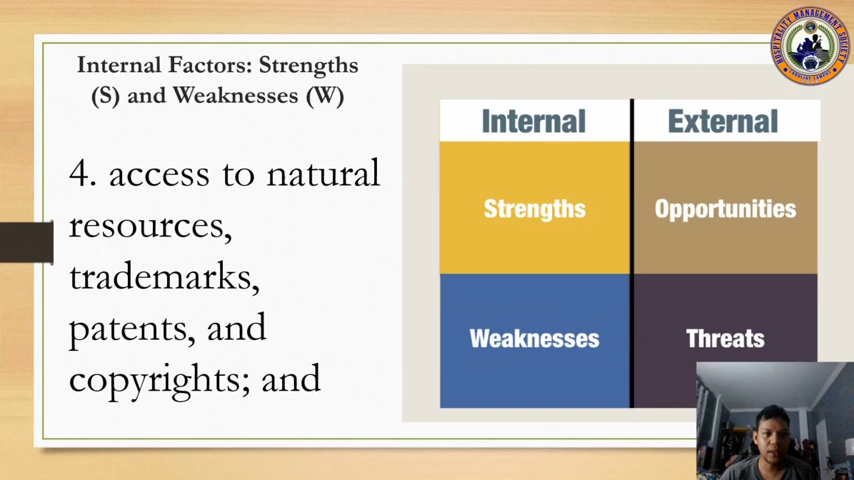 HOSPITALITY MANAGEMENT SOCIETY
Internal Factors: Strengths
(S) and Weaknesses (W)
4. access to natural
resources,
trademarks,
patents, and
copyrights; and
Internal
External
Strengths
Opportunities
Weaknesses
Threats